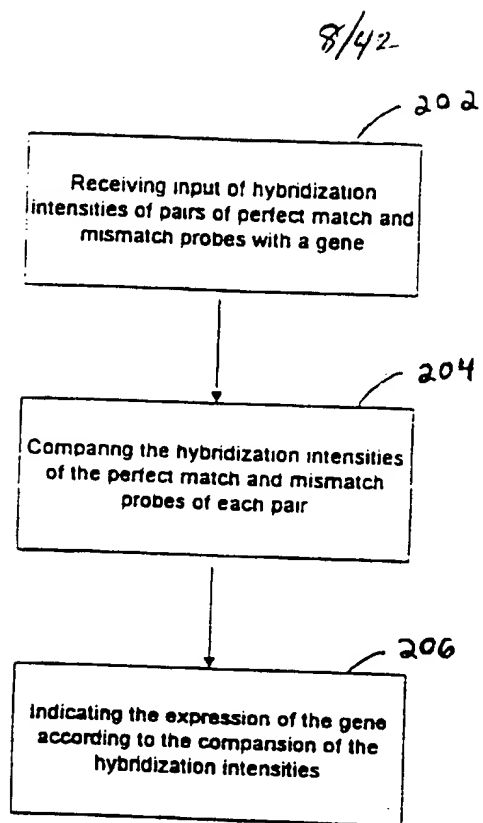 8/42
202
Receiving input of hybridization
intensities of pairs of perfect match and
mismatch probes with a gene
204
Comparing the hybridization intensities
of the perfect match and mismatch
probes of each pair
206
Indicating the expression of the gene
according to the comparision of the
hybridization intensities